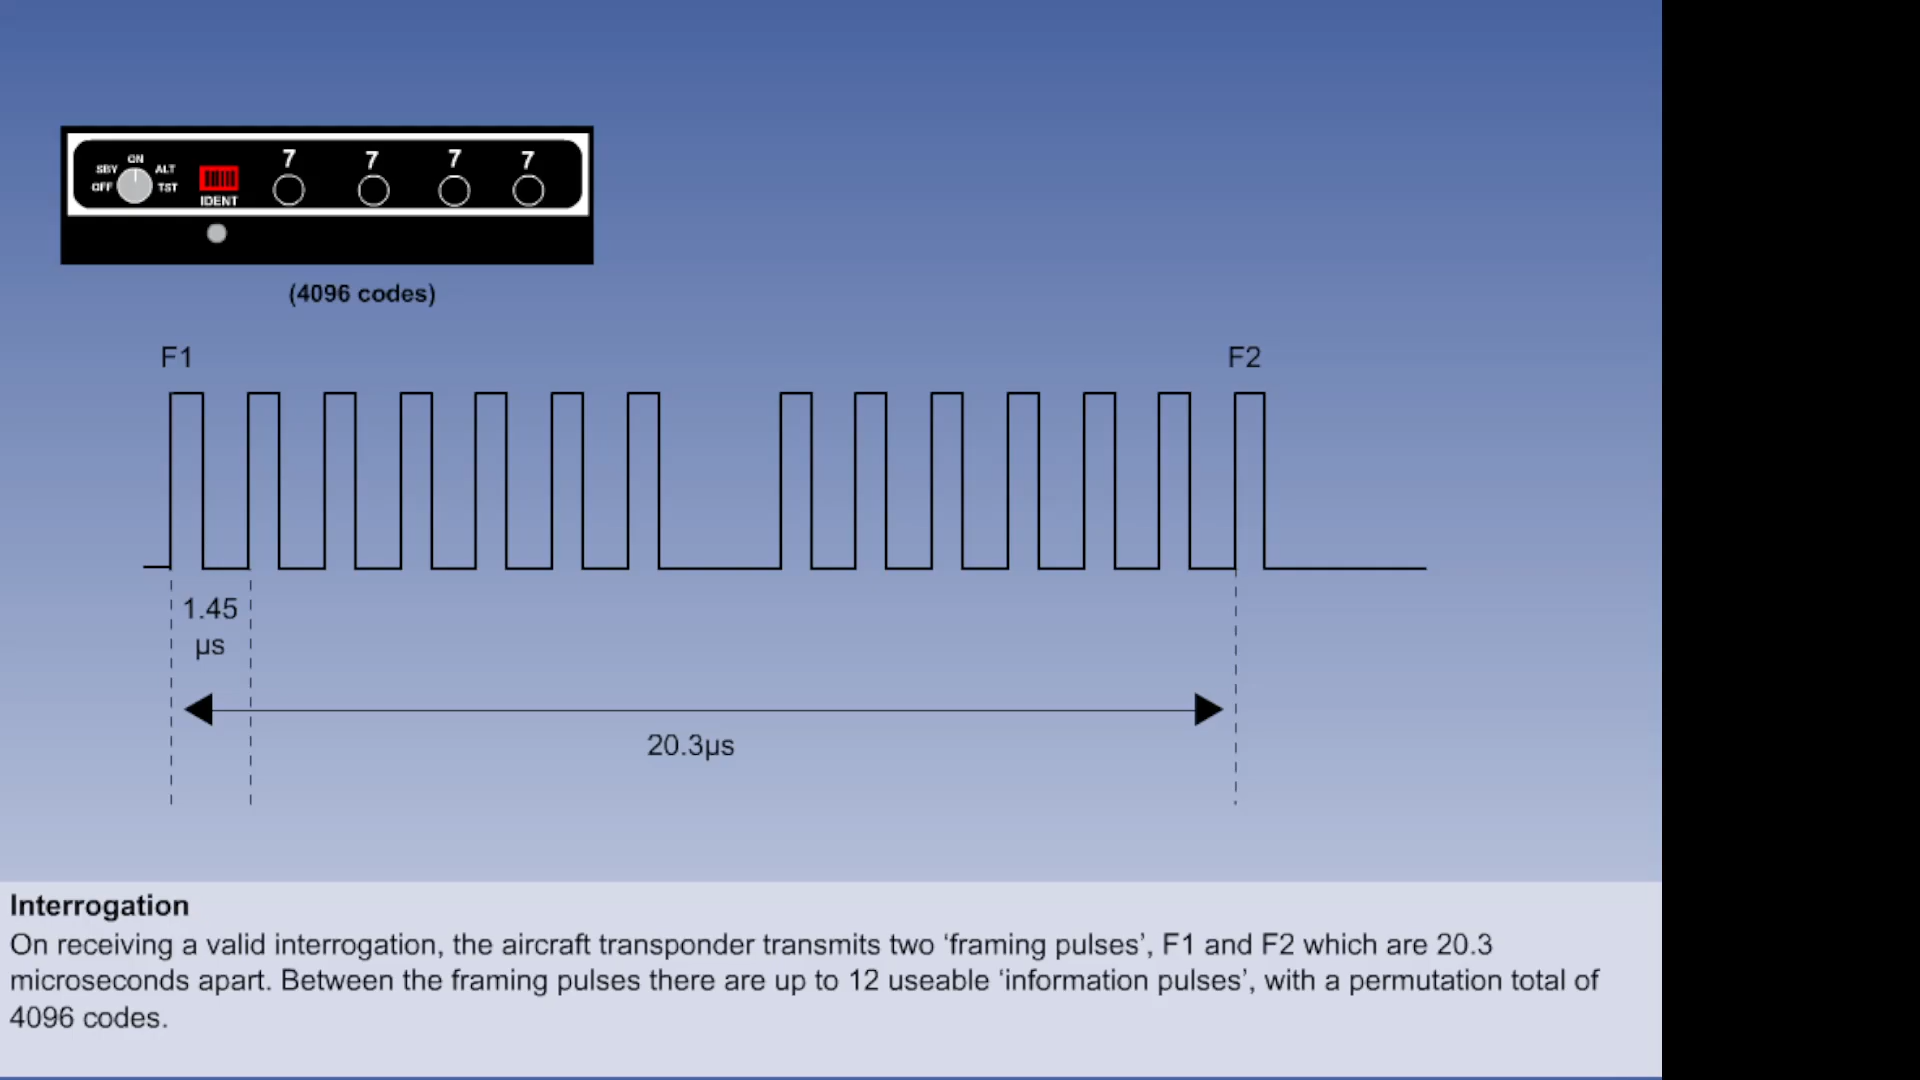 ON
SBY ALT
OFF TST
IDENT
7 7 7 7
(4096 codes)
F1 F2
1.45
µs
20.3µs
Interrogation
On receiving a valid interrogation, the aircraft transponder transmits two ‘framing pulses’, F1 and F2 which are 20.3
microseconds apart. Between the framing pulses there are up to 12 useable ‘information pulses’, with a permutation total of
4096 codes.